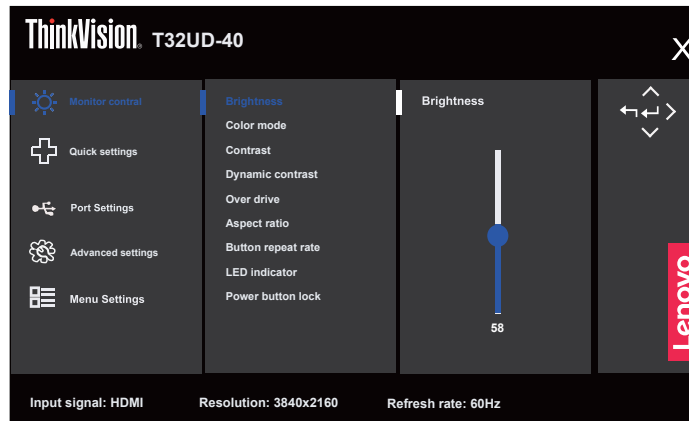 ThinkVision. T32UD-40
X
Monitor contral
Quick settings
Port Settings
Advanced settings
Menu Settings
Brightness
Color mode
Contrast
Dynamic contrast
Over drive
Aspect ratio
Button repeat rate
LED indicator
Power button lock
Brightness
58
Lenovo
Input signal: HDMI
Resolution: 3840x2160
Refresh rate: 60Hz